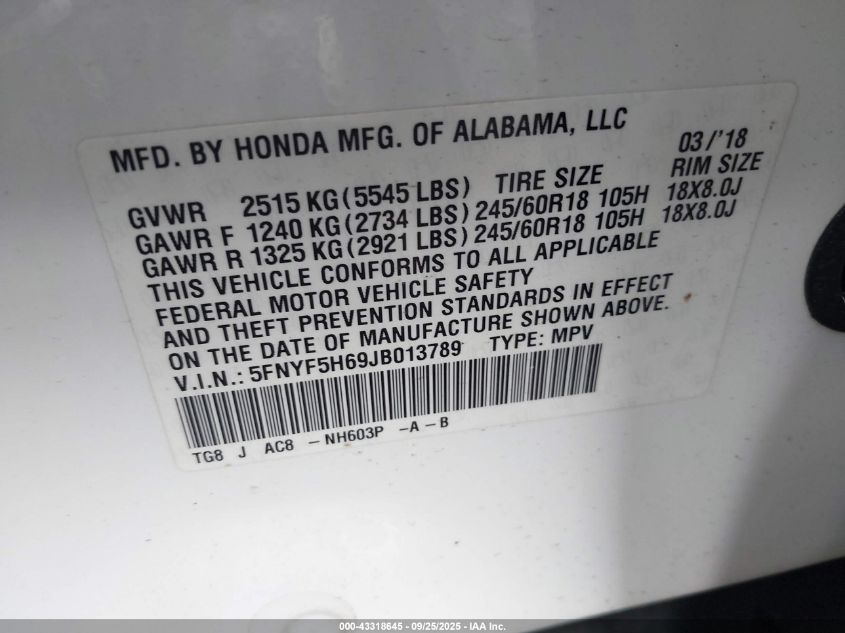 MFD. BY HONDA MFG. OF ALABAMA, LLC 03/'18
GVWR 2515 KG (5545 LBS) TIRE SIZE RIM SIZE
GAWR F 1240 KG (2734 LBS) 245/60R18 105H 18X8.0J
GAWR R 1325 KG (2921 LBS) 245/60R18 105H 18X8.0J
THIS VEHICLE CONFORMS TO ALL APPLICABLE
FEDERAL MOTOR VEHICLE SAFETY
AND THEFT PREVENTION STANDARDS IN EFFECT
ON THE DATE OF MANUFACTURE SHOWN ABOVE.
V.I.N.: 5FNYF5H69JB013789 TYPE: MPV
TG8 J AC8 - NH603P - A - B
000-43318645 - 09/25/2025 - IAA Inc.